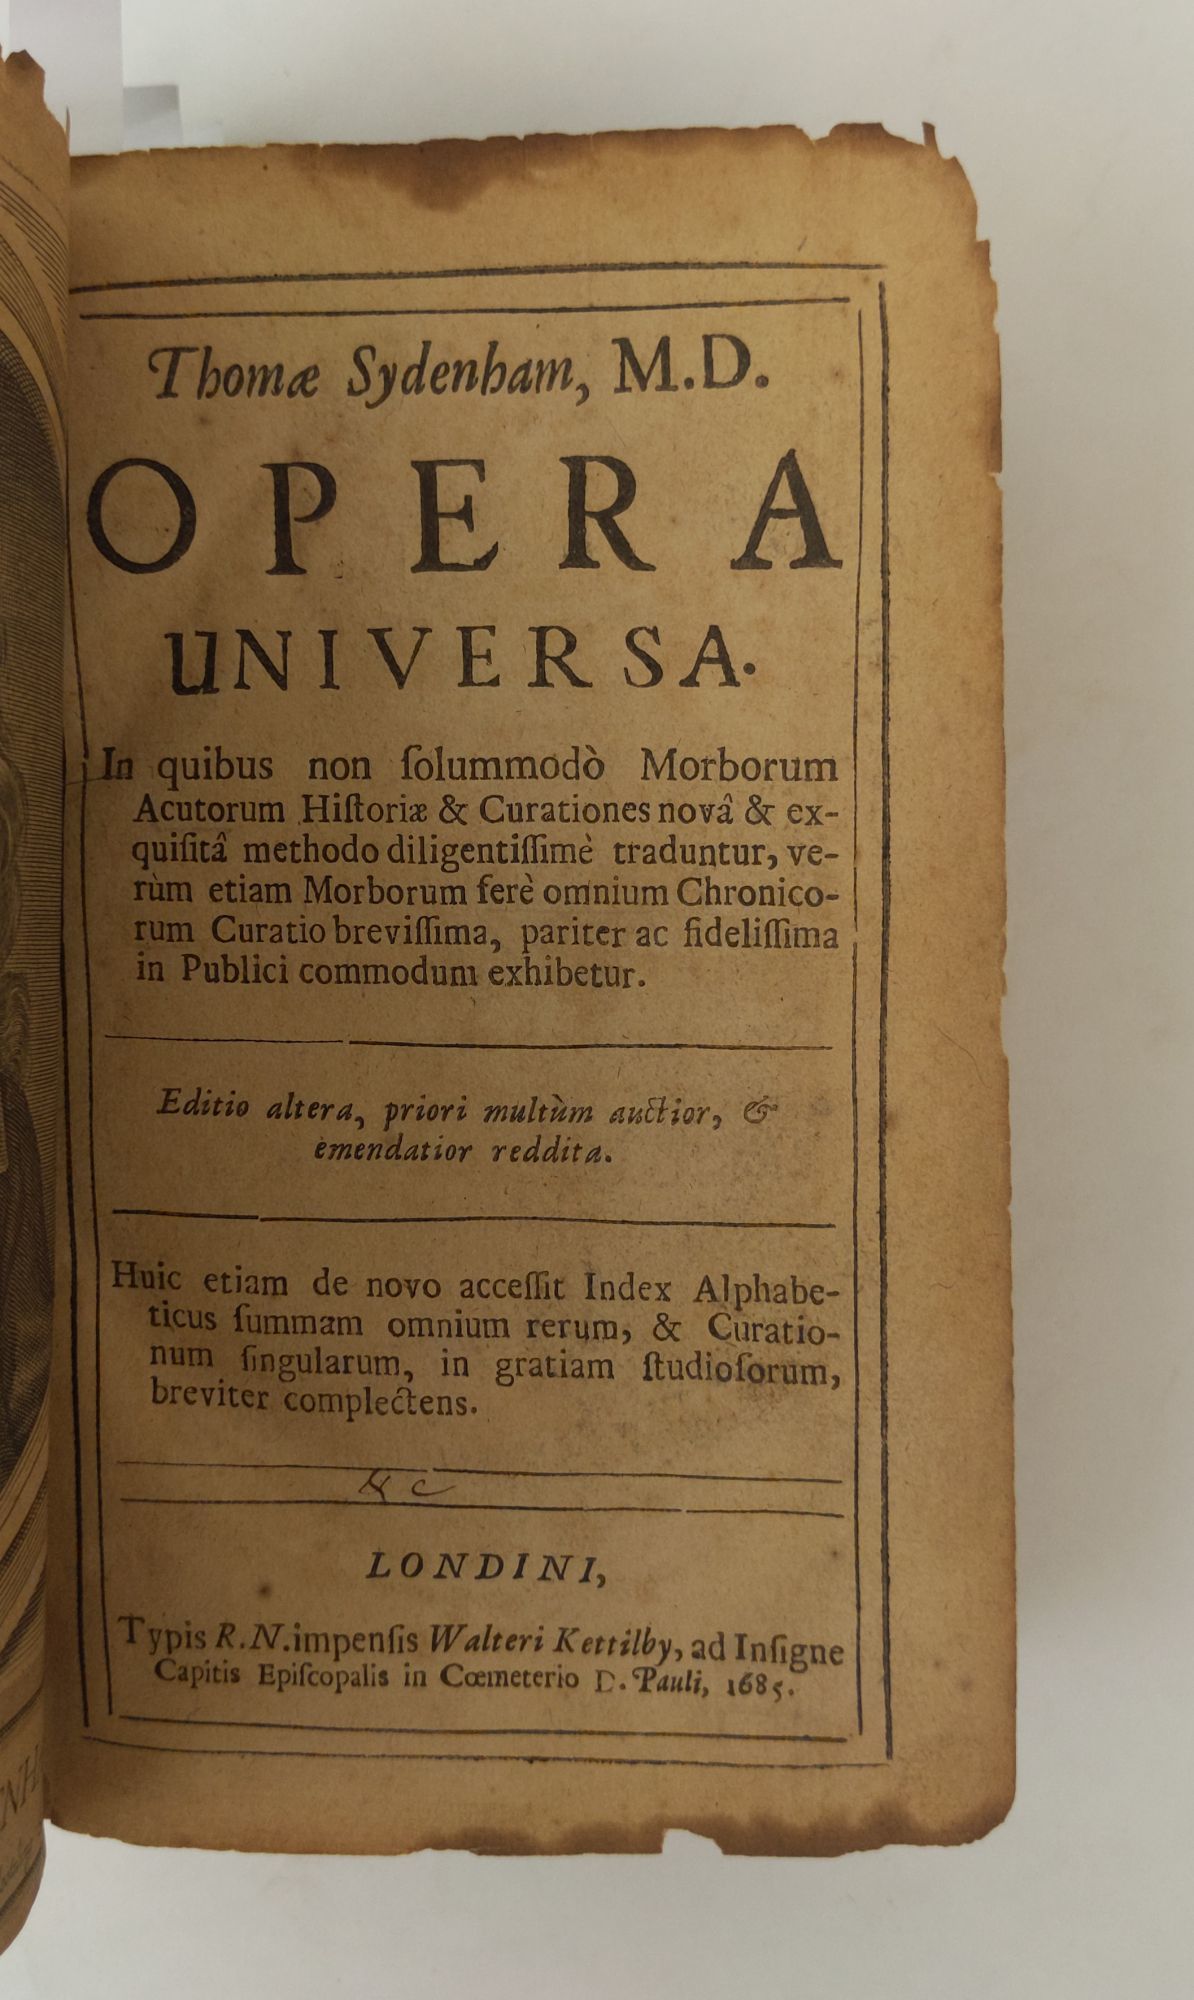 Thomæ Sydenham, M.D.
OPERA
UNIVERSA.
In quibus non ſolummodò Morborum
Acutorum Hiſtoriæ & Curationes novâ & ex-
quiſitâ methodo diligentiſſimè traduntur, ve-
rùm etiam Morborum ferè omnium Chronico-
rum Curatio breviſſima, pariter ac fideliſſima
in Publici commodum exhibetur.
Editio altera, priori multùm auctior, &
emendatior reddita.
Huic etiam de novo acceſſit Index Alphabe-
ticus ſummam omnium rerum, & Curatio-
num ſingularum, in gratiam ſtudioſorum,
breviter complectens.
& c
LONDINI,
Typis R.N. impenſis Walteri Kettilby, ad Inſigne
Capitis Epiſcopalis in Cœmeterio D. Pauli, 1685.